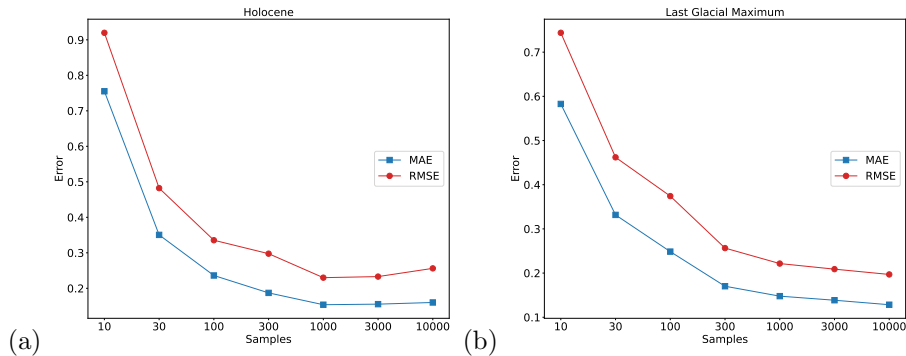 Holocene
0.9
0.8
0.7
0.6
0.5
0.4
0.3
0.2
Error
MAE
RMSE
10 30 100 300 1000 3000 10000
Samples
(a)
Last Glacial Maximum
0.7
0.6
0.5
0.4
0.3
0.2
0.1
Error
MAE
RMSE
10 30 100 300 1000 3000 10000
Samples
(b)